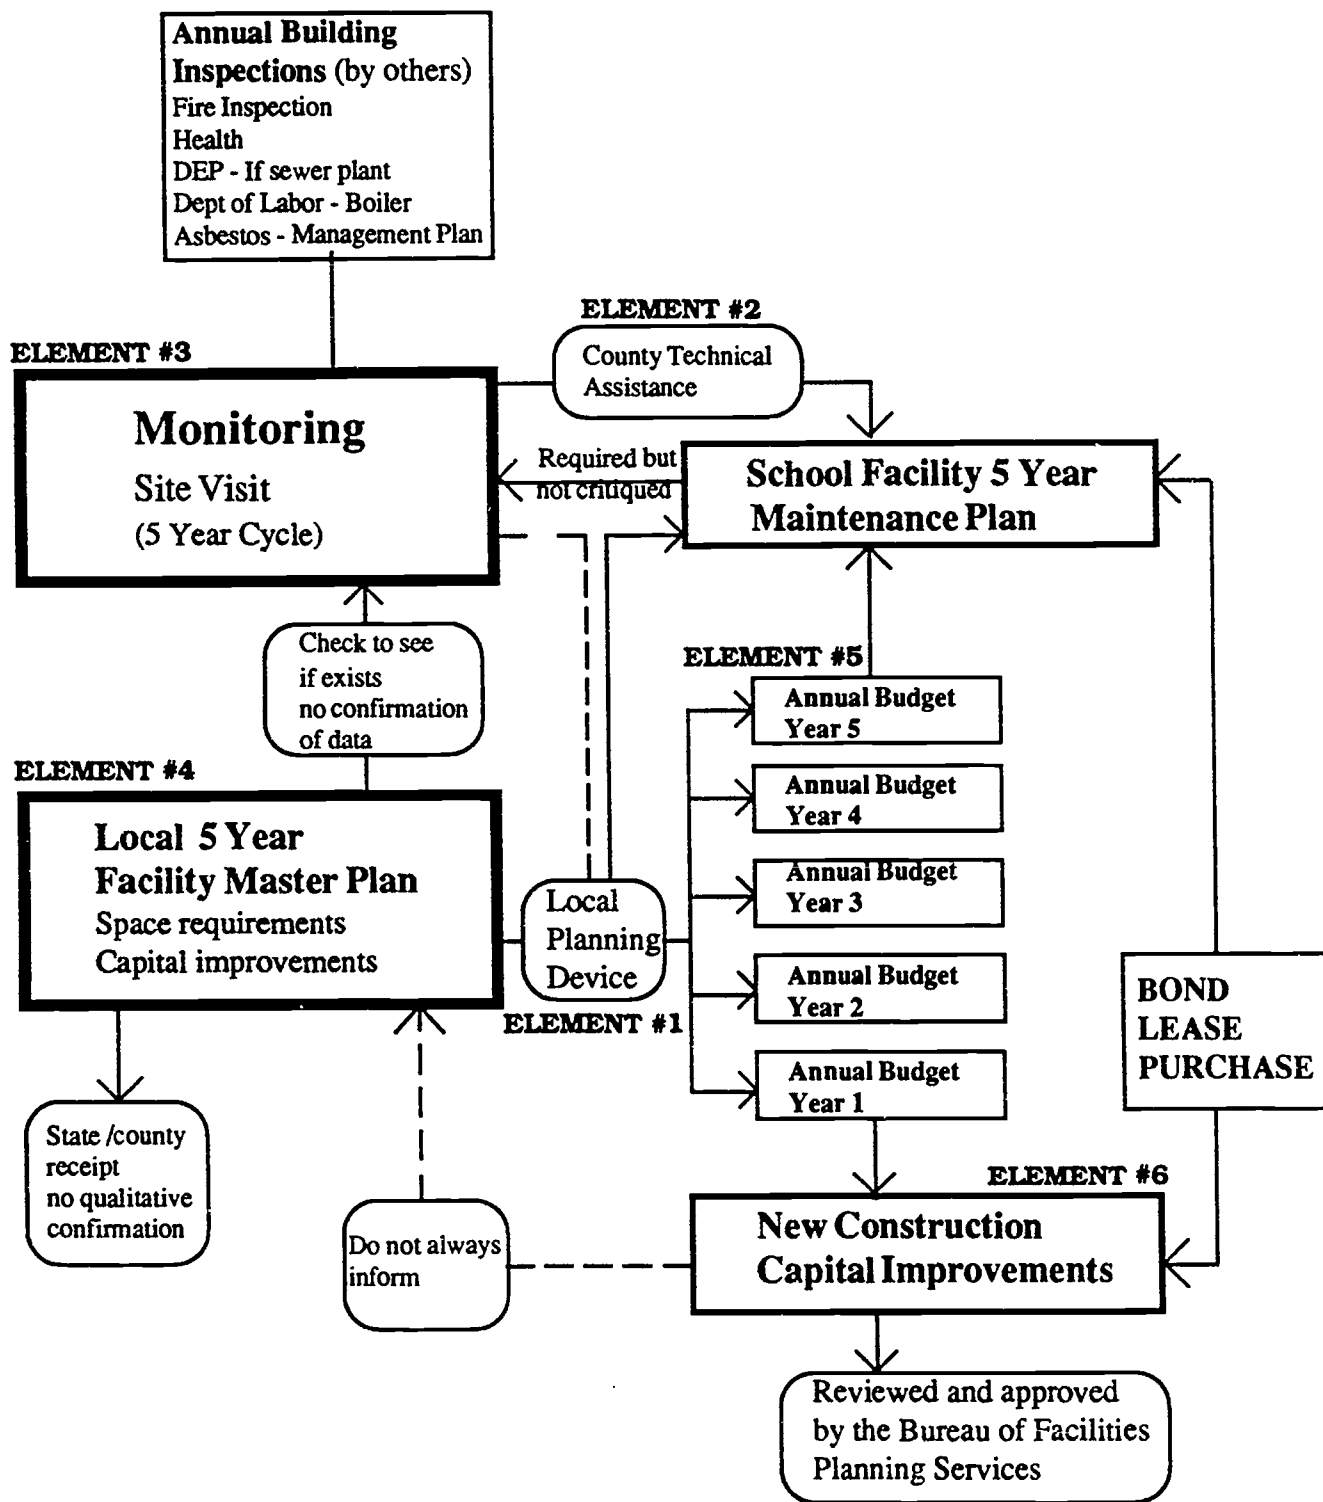 Annual Building
Inspections (by others)
Fire Inspection
Health
DEP - If sewer plant
Dept of Labor - Boiler
Asbestos - Management Plan
ELEMENT #2
County Technical
Assistance
ELEMENT #3
Monitoring
Site Visit
(5 Year Cycle)
Required but
not critiqued
School Facility 5 Year
Maintenance Plan
Check to see
if exists
no confirmation
of data
ELEMENT #5
Annual Budget
Year 5
Annual Budget
Year 4
Annual Budget
Year 3
Annual Budget
Year 2
Annual Budget
Year 1
ELEMENT #4
Local 5 Year
Facility Master Plan
Space requirements
Capital improvements
Local
Planning
Device
ELEMENT #1
BOND
LEASE
PURCHASE
State /county
receipt
no qualitative
confirmation
Do not always
inform
ELEMENT #6
New Construction
Capital Improvements
Reviewed and approved
by the Bureau of Facilities
Planning Services